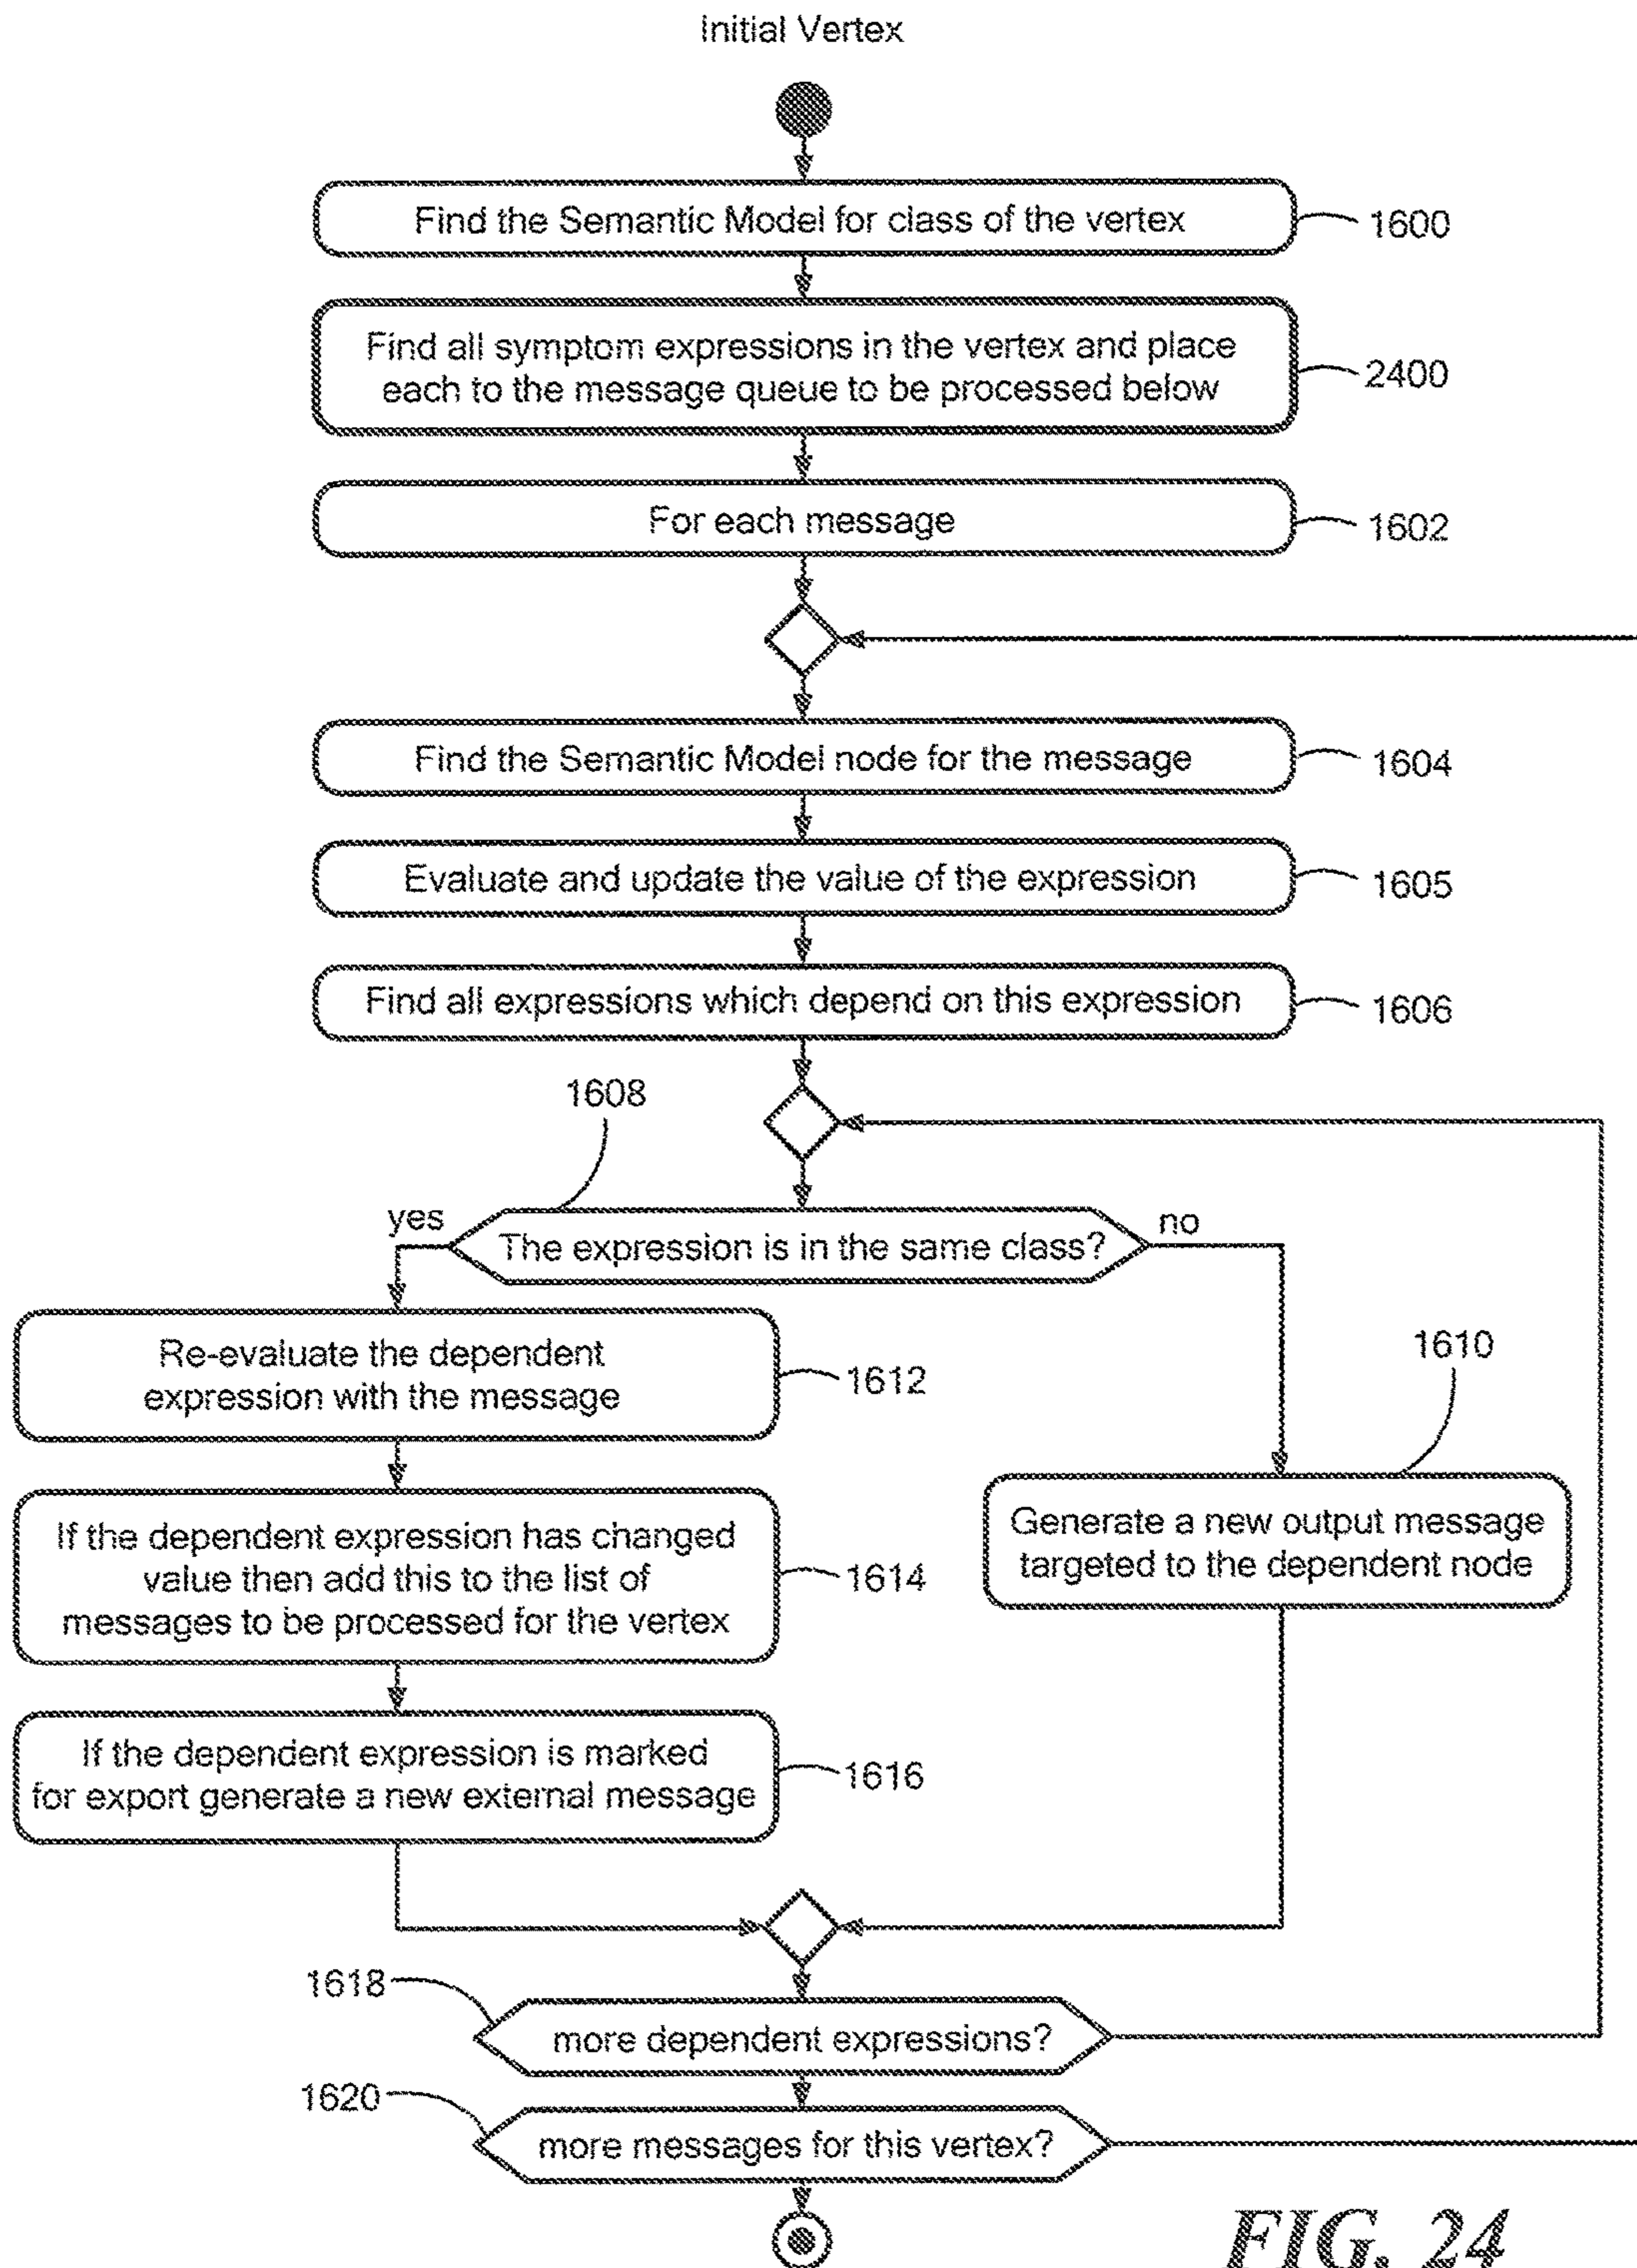 Initial Vertex
Find the Semantic Model for class of the vertex
1600
Find all symptom expressions in the vertex and place
each to the message queue to be processed below
2400
For each message
1602
Find the Semantic Model node for the message
1604
Evaluate and update the value of the expression
1605
Find all expressions which depend on this expression
1606
1608
yes
The expression is in the same class?
no
Re-evaluate the dependent
expression with the message
1612
1610
If the dependent expression has changed
value then add this to the list of
messages to be processed for the vertex
1614
Generate a new output message
targeted to the dependent node
If the dependent expression is marked
for export generate a new external message
1616
1618
more dependent expressions?
1620
more messages for this vertex?
FIG. 24